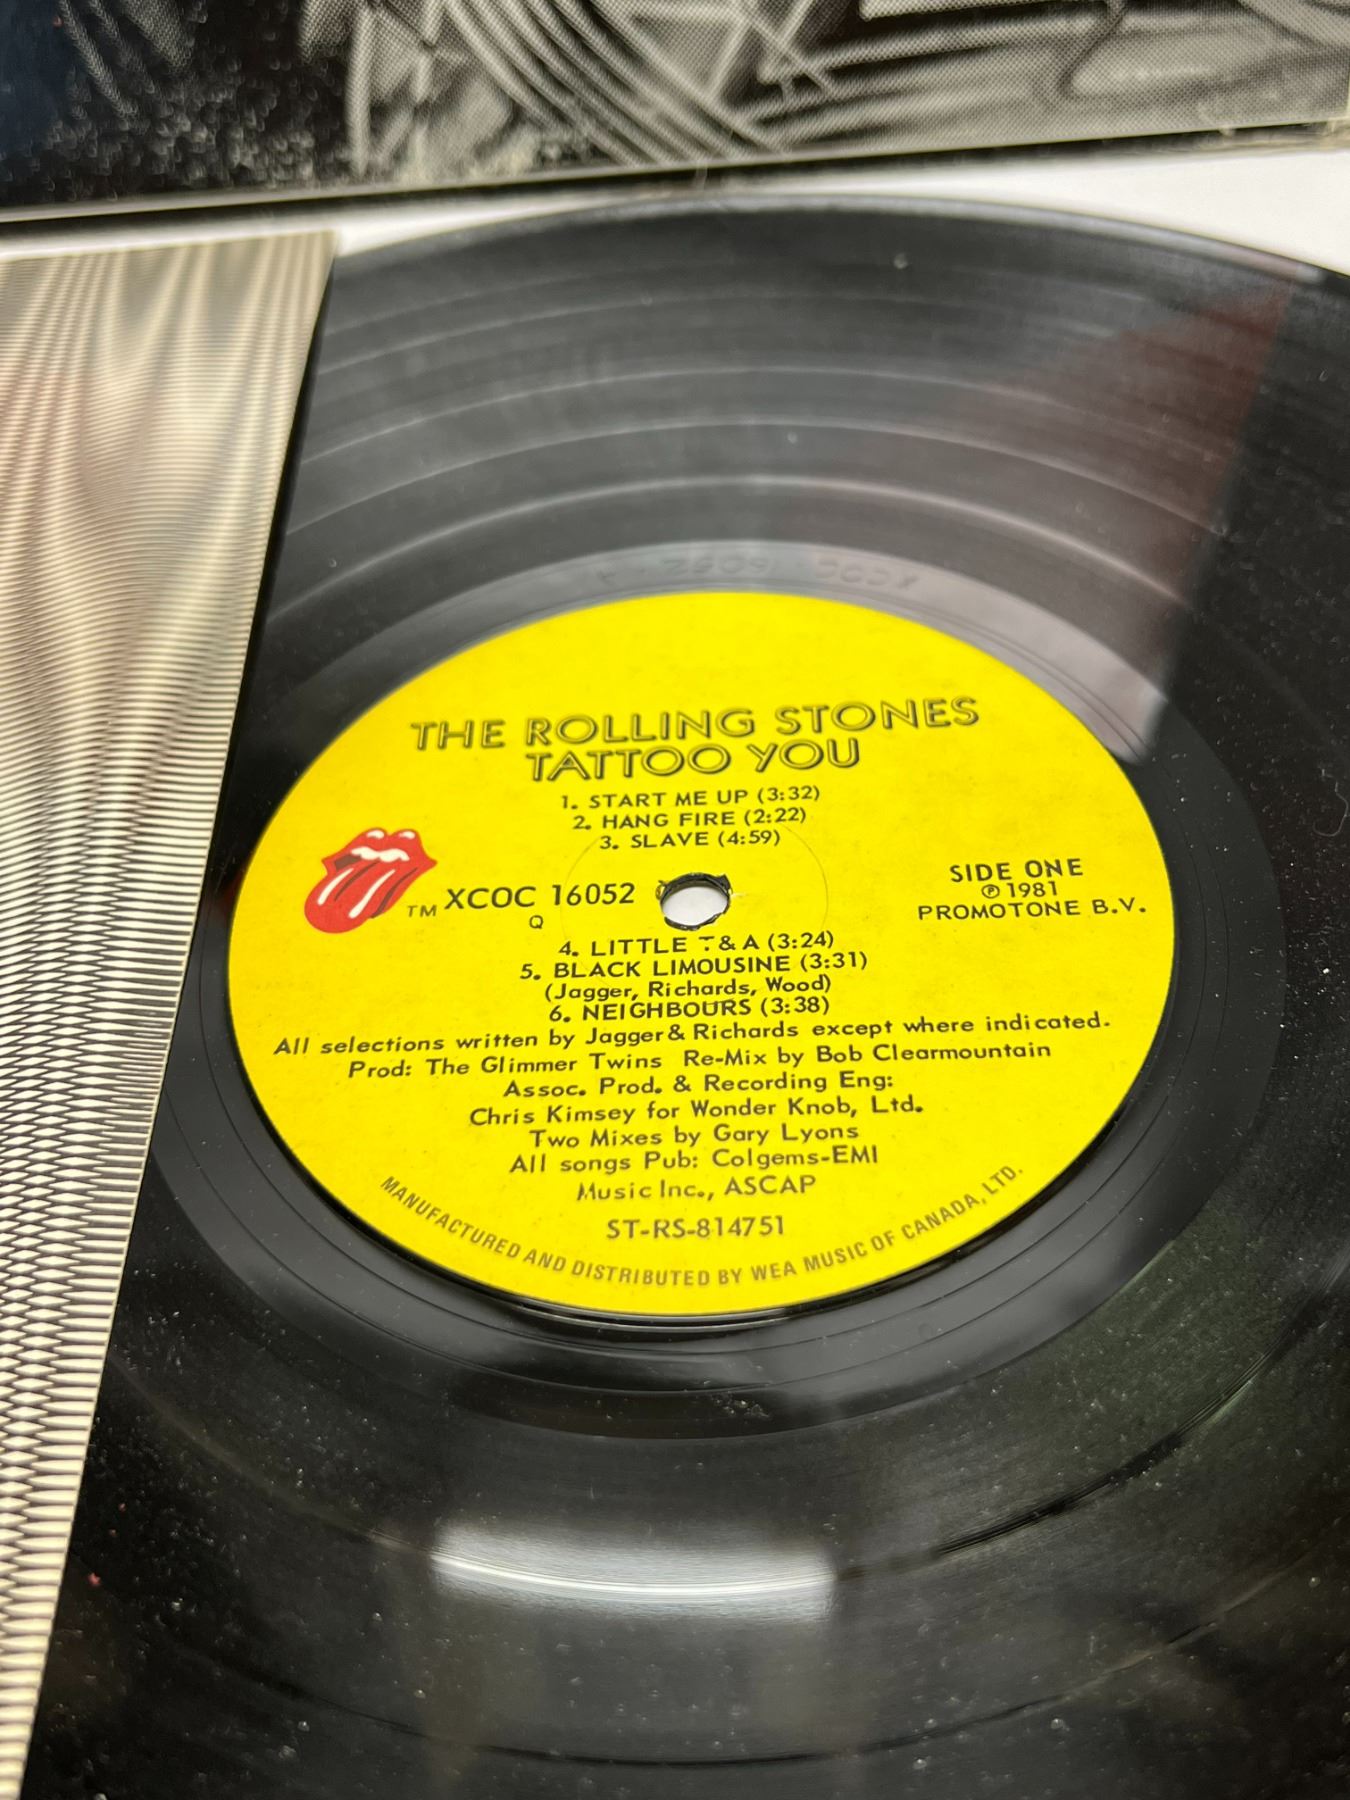 THE ROLLING STONES
TATTOO YOU
1. START ME UP (3:32)
2. HANG FIRE (2:22)
3. SLAVE (4:59)
TM XCOC 16052
Q
SIDE ONE
℗ 1981
PROMOTONE B.V.
4. LITTLE T & A (3:24)
5. BLACK LIMOUSINE (3:31)
(Jagger, Richards, Wood)
6. NEIGHBOURS (3:38)
All selections written by Jagger & Richards except where indicated.
Prod: The Glimmer Twins Re-Mix by Bob Clearmountain
Assoc. Prod. & Recording Eng:
Chris Kimsey for Wonder Knob, Ltd.
Two Mixes by Gary Lyons
All songs Pub: Colgems-EMI
Music Inc., ASCAP
ST-RS-814751
MANUFACTURED AND DISTRIBUTED BY WEA MUSIC OF CANADA, LTD.